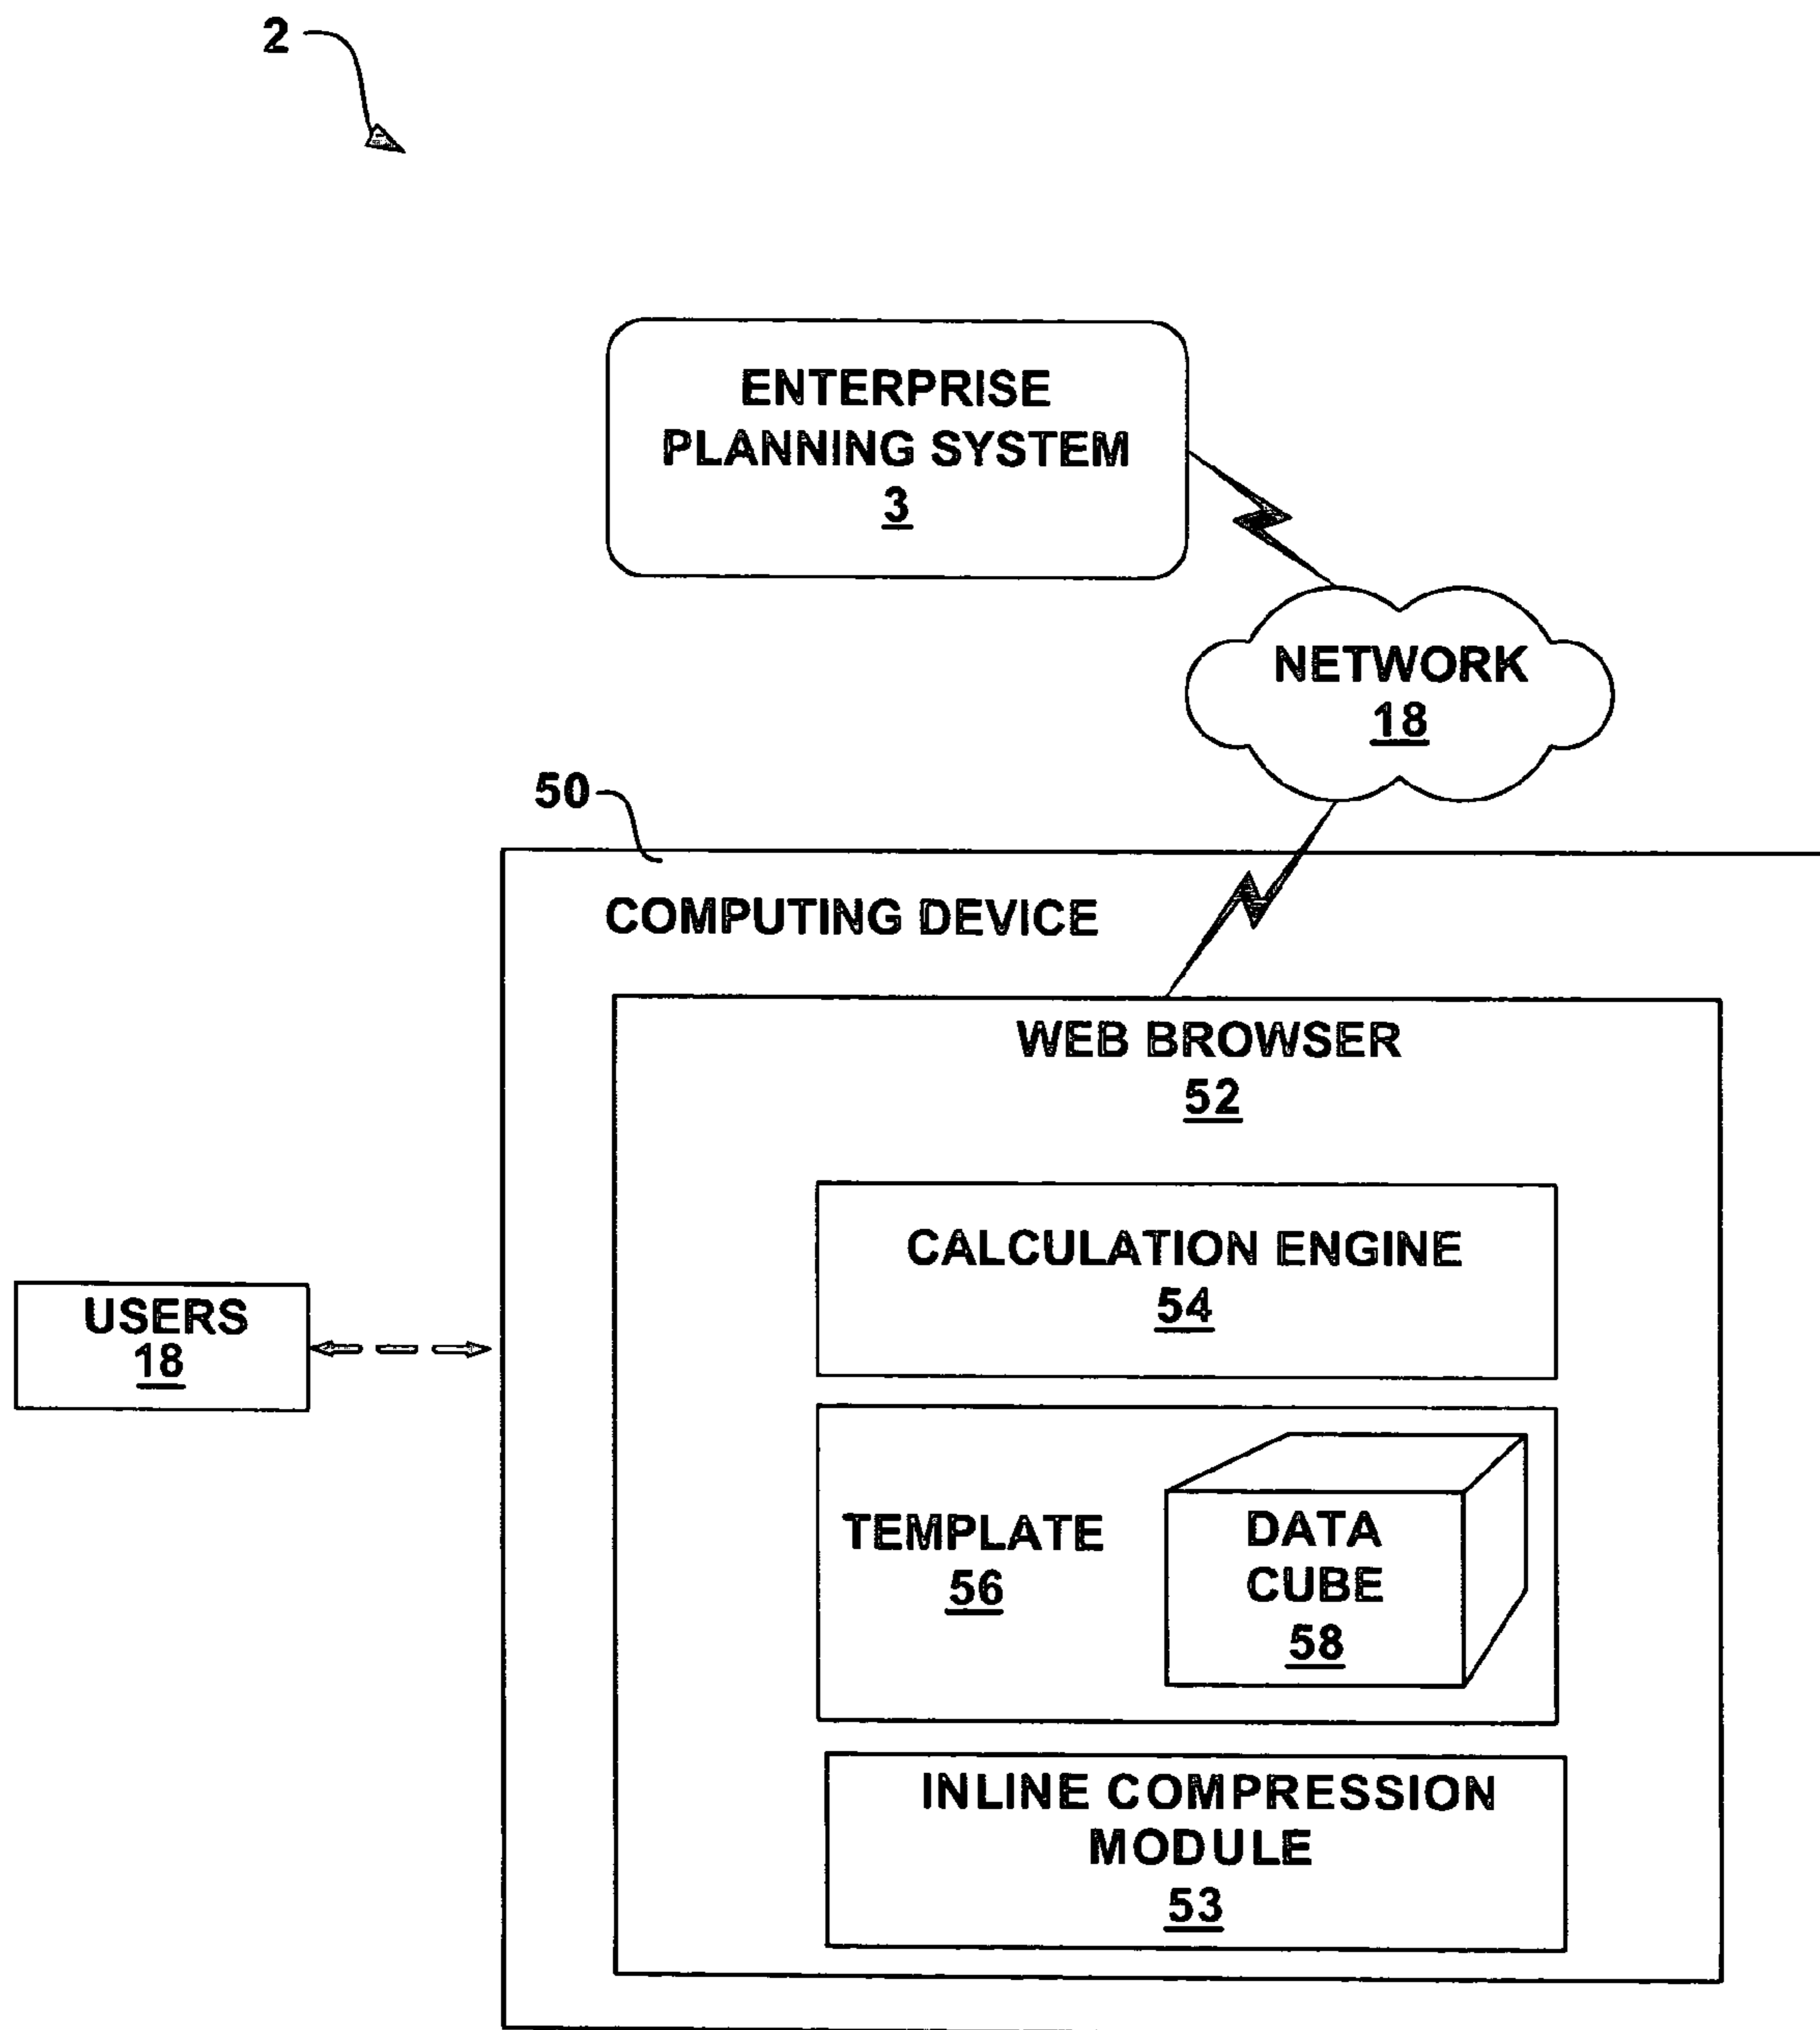 2
ENTERPRISE
PLANNING SYSTEM
3
NETWORK
18
50
COMPUTING DEVICE
WEB BROWSER
52
CALCULATION ENGINE
54
USERS
18
TEMPLATE
56
DATA
CUBE
58
INLINE COMPRESSION
MODULE
53